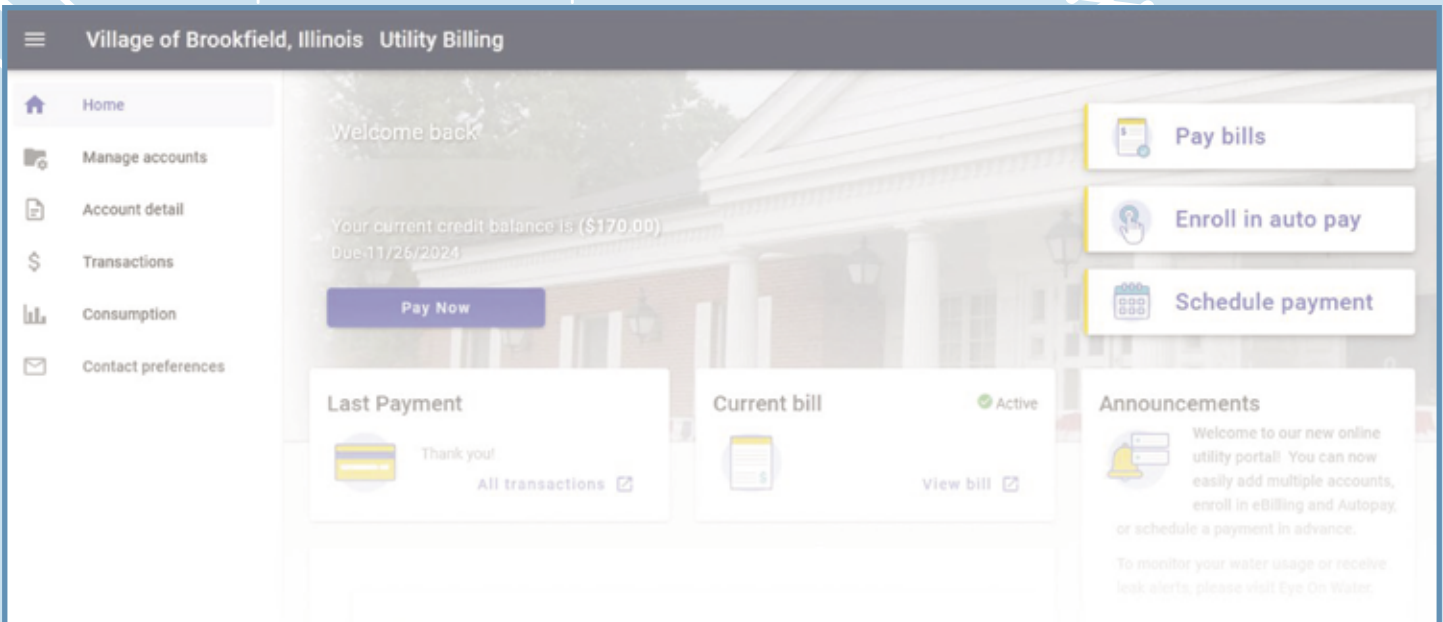 Village of Brookfield, Illinois Utility Billing
Home
Manage accounts
Account detail
Transactions
Consumption
Contact preferences
Welcome back
Your current credit balance is ($170.00)
Due 11/26/2024
Pay Now
Pay bills
Enroll in auto pay
Schedule payment
Last Payment
Thank you!
All transactions
Current bill
Active
View bill
Announcements
Welcome to our new online
utility portal! You can now
easily add multiple accounts,
enroll in eBilling and Autopay,
or schedule a payment in advance.
To monitor your water usage or receive
leak alerts, please visit Eye On Water,